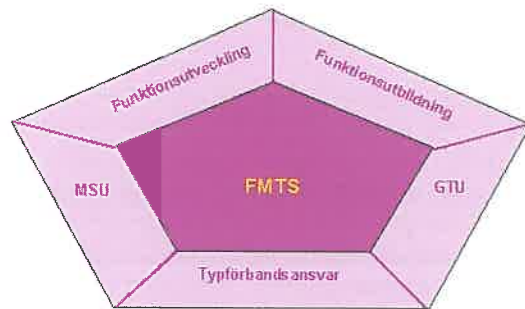 Funktionsutveckling
Funktionsutbildning
MSU
FMTS
GTU
Typförbandsansvar